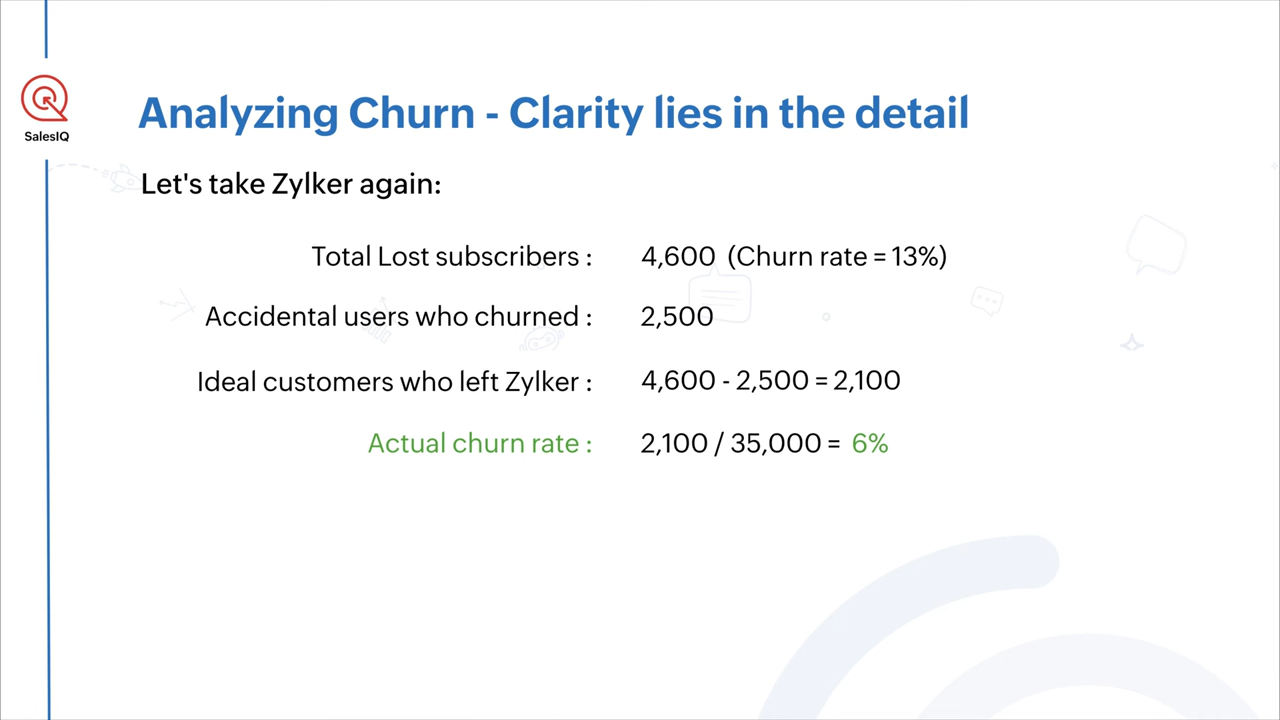 SalesIQ
Analyzing Churn - Clarity lies in the detail
Let's take Zylker again:
Total Lost subscribers : 4,600 (Churn rate = 13%)
Accidental users who churned : 2,500
Ideal customers who left Zylker : 4,600 - 2,500 = 2,100
Actual churn rate : 2,100 / 35,000 = 6%